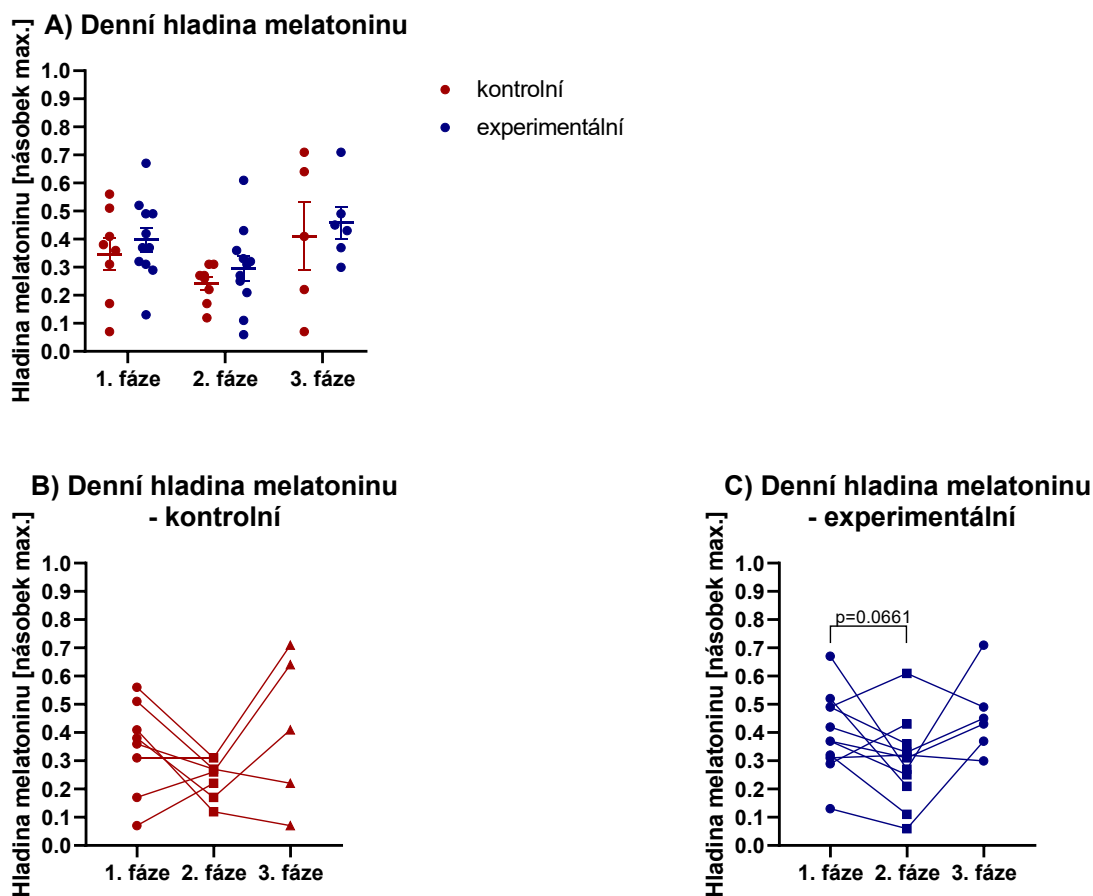 A) Denní hladina melatoninu
Hladina melatoninu [násobek max.]
1.0
0.9
0.8
0.7
0.6
0.5
0.4
0.3
0.2
0.1
0.0
1. fáze 2. fáze 3. fáze
kontrolní
experimentální
B) Denní hladina melatoninu
- kontrolní
Hladina melatoninu [násobek max.]
1.0
0.9
0.8
0.7
0.6
0.5
0.4
0.3
0.2
0.1
0.0
1. fáze 2. fáze 3. fáze
C) Denní hladina melatoninu
- experimentální
Hladina melatoninu [násobek max.]
1.0
0.9
0.8
0.7
0.6
0.5
0.4
0.3
0.2
0.1
0.0
p=0.0661
1. fáze 2. fáze 3. fáze